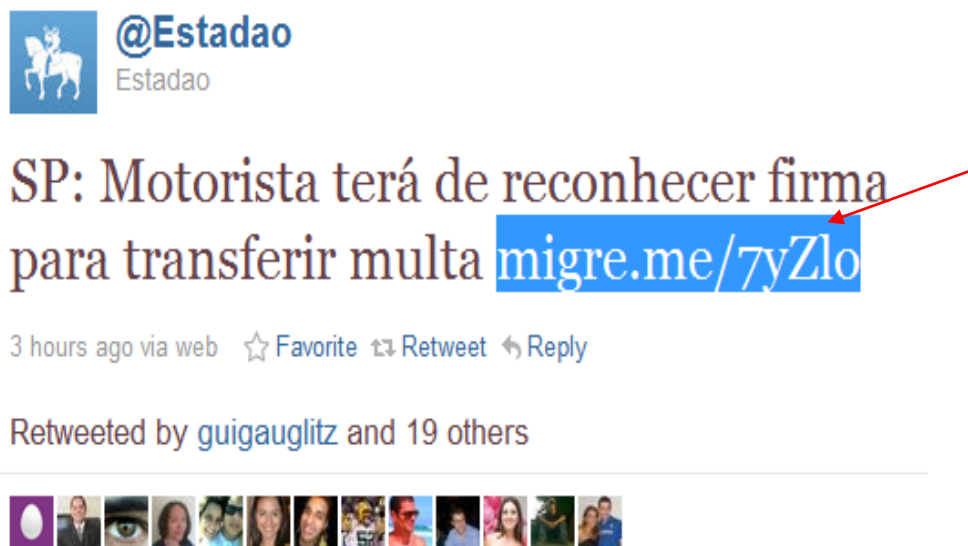 @Estadao
Estadao
SP: Motorista terá de reconhecer firma
para transferir multa migre.me/7yZlo
3 hours ago via web Favorite Retweet Reply
Retweeted by guigauglitz and 19 others